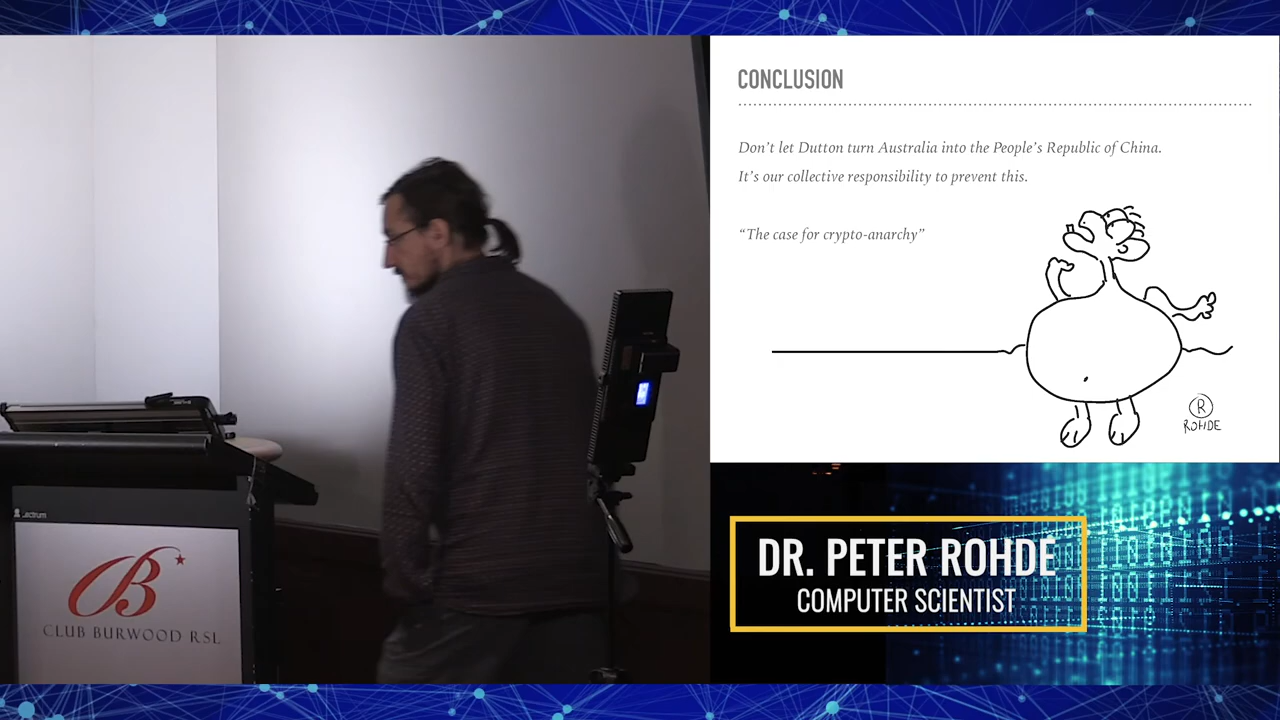 CONCLUSION
Don't let Dutton turn Australia into the People's Republic of China.
It's our collective responsibility to prevent this.
“The case for crypto-anarchy”
R
ROHDE
Lectrum
B
CLUB BURWOOD RSL
DR. PETER ROHDE
COMPUTER SCIENTIST